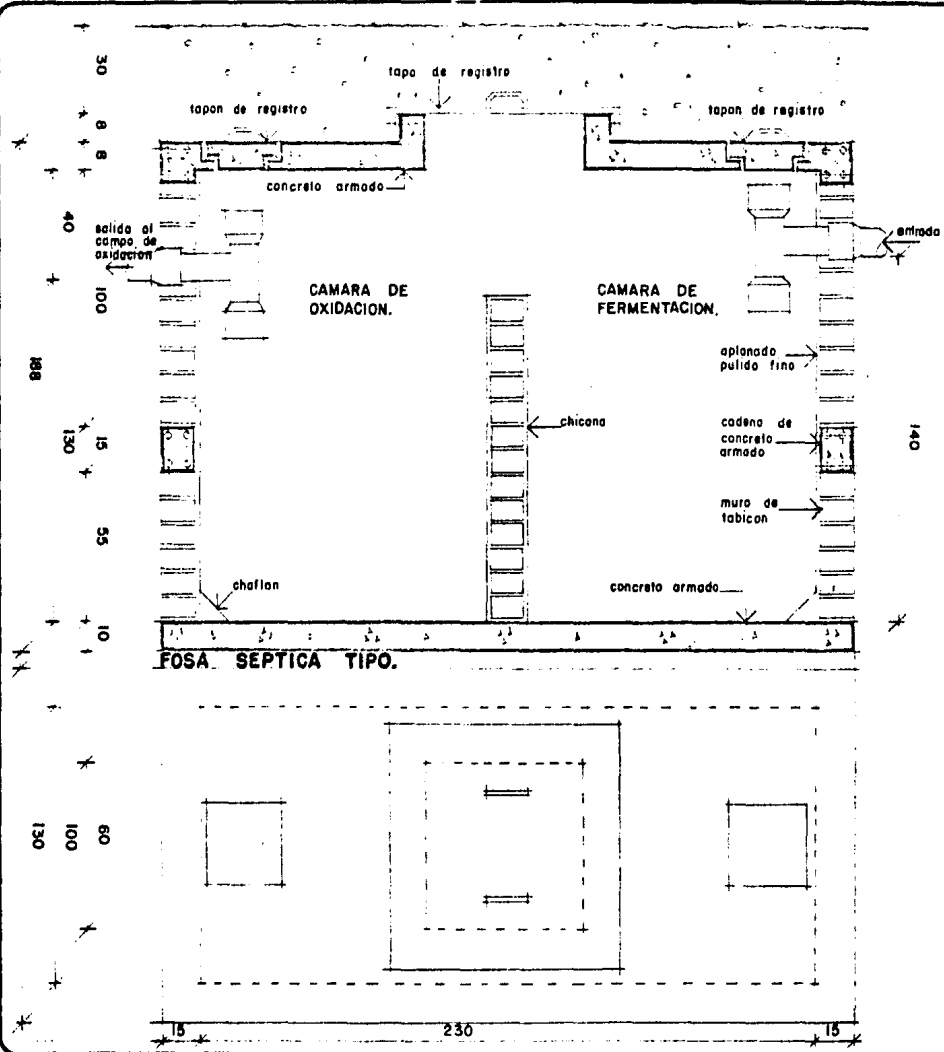 30
tapa de registro
tapon de registro
tapon de registro
8
8
concreto armado
40
salida al
campo de
oxidacion
entrada
100
CAMARA DE
OXIDACION.
CAMARA DE
FERMENTACION.
aplanado
pulido fino
188
chicana
cadena de
concreto
armado
15
130
140
muro de
tabicon
55
chaflan
concreto armado
10
FOSA SEPTICA TIPO.
130
100
60
15
230
15